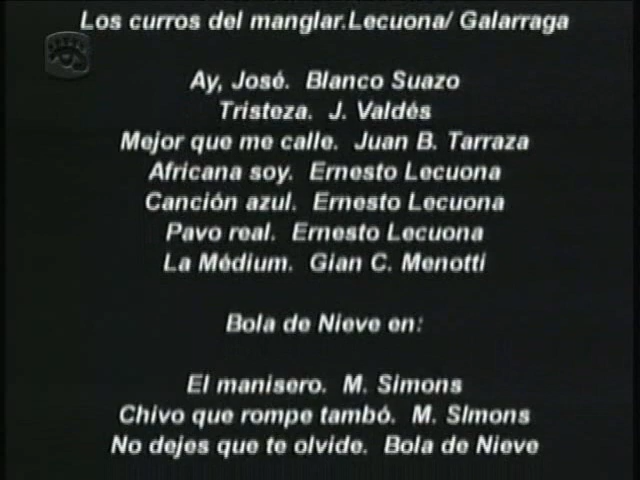 Los curros del manglar.Lecuona/ Galarraga
Ay, José. Blanco Suazo
Tristeza. J. Valdés
Mejor que me calle. Juan B. Tarraza
Africana soy. Ernesto Lecuona
Canción azul. Ernesto Lecuona
Pavo real. Ernesto Lecuona
La Médium. Gian C. Menotti
Bola de Nieve en:
El manisero. M. Simons
Chivo que rompe tambó. M. SImons
No dejes que te olvide. Bola de Nieve